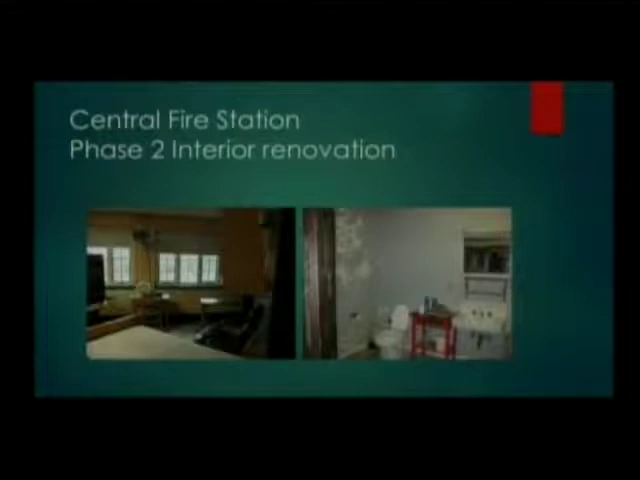 Central Fire Station
Phase 2 Interior renovation